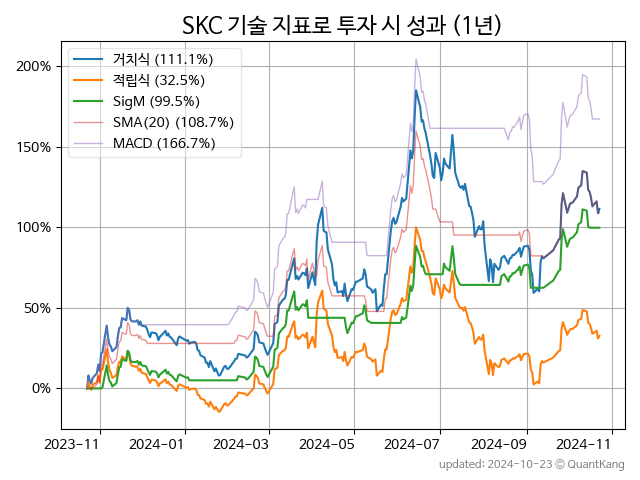 SKC 기술 지표로 투자 시 성과 (1년)
거치식 (111.1%)
적립식 (32.5%)
SigM (99.5%)
SMA(20) (108.7%)
MACD (166.7%)
200%
150%
100%
50%
0%
2023-11
2024-01
2024-03
2024-05
2024-07
2024-09
2024-11
updated: 2024-10-23 © QuantKang